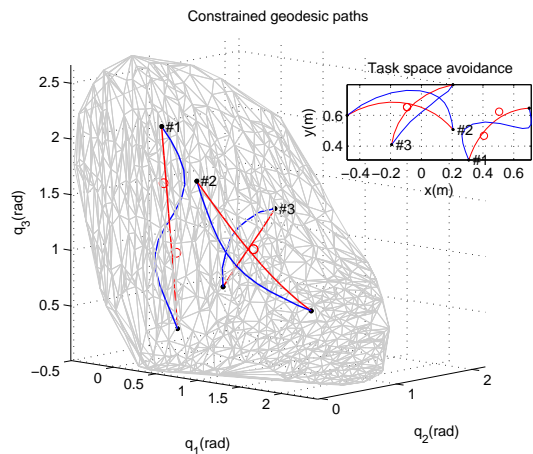 Constrained geodesic paths
Task space avoidance
2.5
2
1.5
1
0.5
−0.5
q3(rad)
#1
#2
#3
0.6
0.4
y(m)
#2
#3
#1
−0.4 −0.2 0 0.2 0.4 0.6
x(m)
0 0.5 1 1.5 2
q1(rad)
0 1 2
q2(rad)